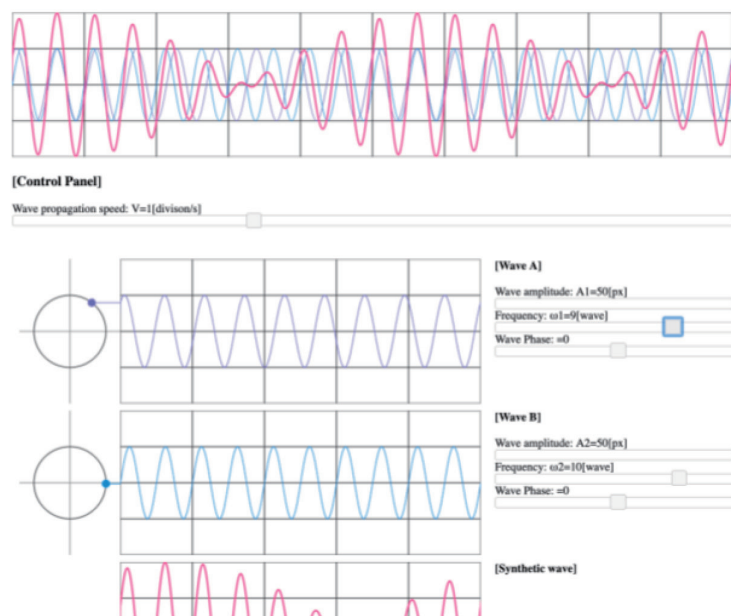 [Control Panel]
Wave propagation speed: V=1[divison/s]
[Wave A]
Wave amplitude: A1=50[px]
Frequency: ω1=9[wave]
Wave Phase: =0
[Wave B]
Wave amplitude: A2=50[px]
Frequency: ω2=10[wave]
Wave Phase: =0
[Synthetic wave]